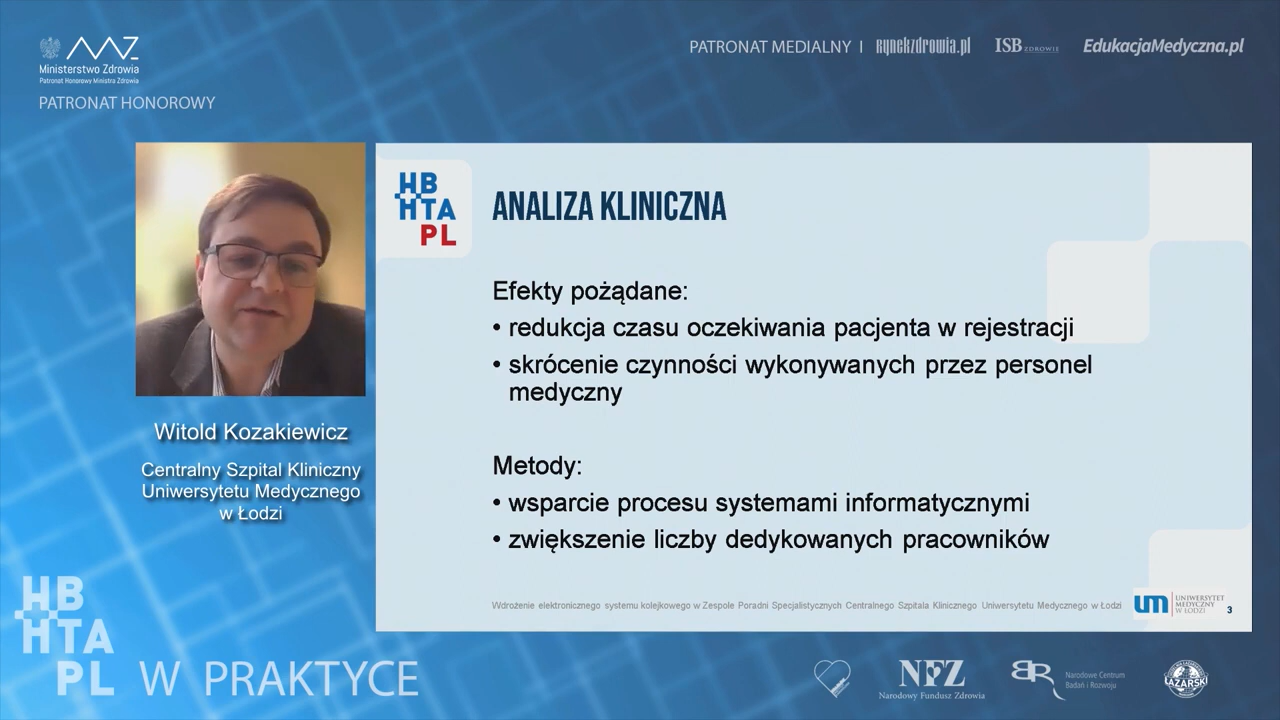 Ministerstwo Zdrowia
Patronat Honorowy Ministra Zdrowia
PATRONAT HONOROWY
PATRONAT MEDIALNY I rynekzdrowia.pl ISB ZDROWIE EdukacjaMedyczna.pl
HB
HTA
PL
ANALIZA KLINICZNA
Efekty pożądane:
• redukcja czasu oczekiwania pacjenta w rejestracji
• skrócenie czynności wykonywanych przez personel
medyczny
Metody:
• wsparcie procesu systemami informatycznymi
• zwiększenie liczby dedykowanych pracowników
Wdrożenie elektronicznego systemu kolejkowego w Zespole Poradni Specjalistycznych Centralnego Szpitala Klinicznego Uniwersytetu Medycznego w Łodzi
um
UNIWERSYTET
MEDYCZNY
W ŁODZI
3
Witold Kozakiewicz
Centralny Szpital Kliniczny
Uniwersytetu Medycznego
w Łodzi
HB
HTA
PL W PRAKTYCE
NFZ
Narodowy Fundusz Zdrowia
Narodowe Centrum
Badań i Rozwoju
ŁAZARSKI